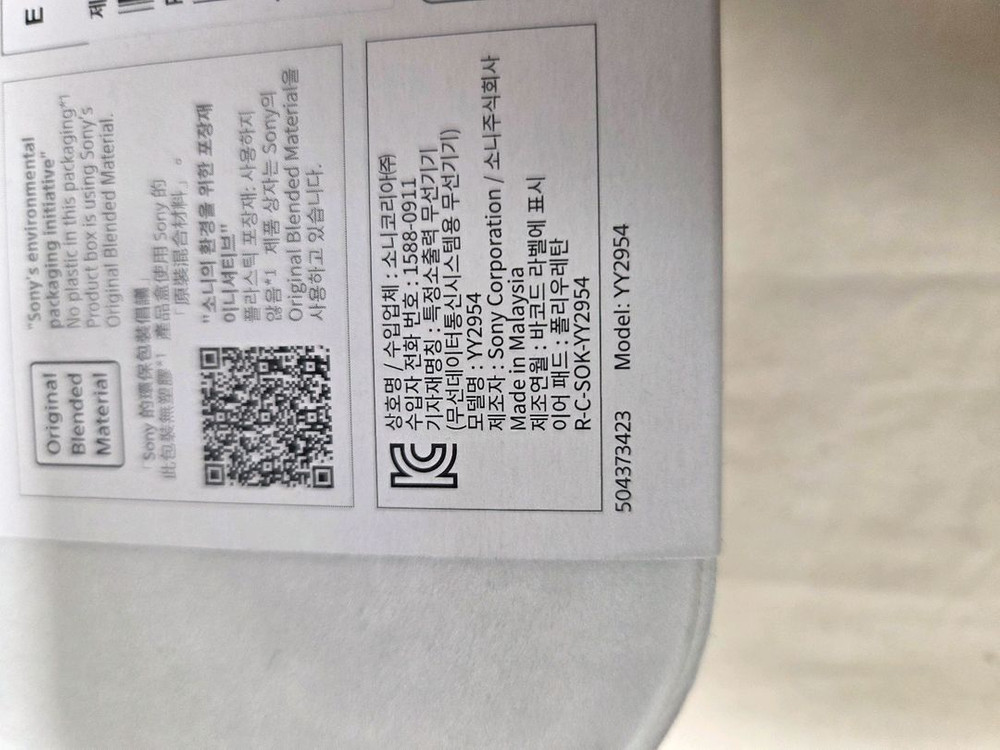 E
제
Original
Blended
Material
"Sony's environmental
packaging initiative"
No plastic in this packaging*1
Product box is using Sony's
Original Blended Material.
「Sony 的環保包裝倡議」
此包裝無塑膠*1 產品盒使用 Sony 的
「原裝混合材料」。
"소니의 환경을 위한 포장재
이니셔티브"
플라스틱 포장재: 사용하지
않음*1 제품 상자는 Sony의
Original Blended Material을
사용하고 있습니다.
상호명 / 수입업체 : 소니코리아(주)
수입자 전화 번호 : 1588-0911
기자재명칭 : 특정소출력 무선기기
(무선데이터통신시스템용 무선기기)
모델명 : YY2954
제조자 : Sony Corporation / 소니주식회사
Made in Malaysia
제조연월 : 바코드 라벨에 표시
이어 패드 : 폴리우레탄
R-C-SOK-YY2954
504373423 Model: YY2954